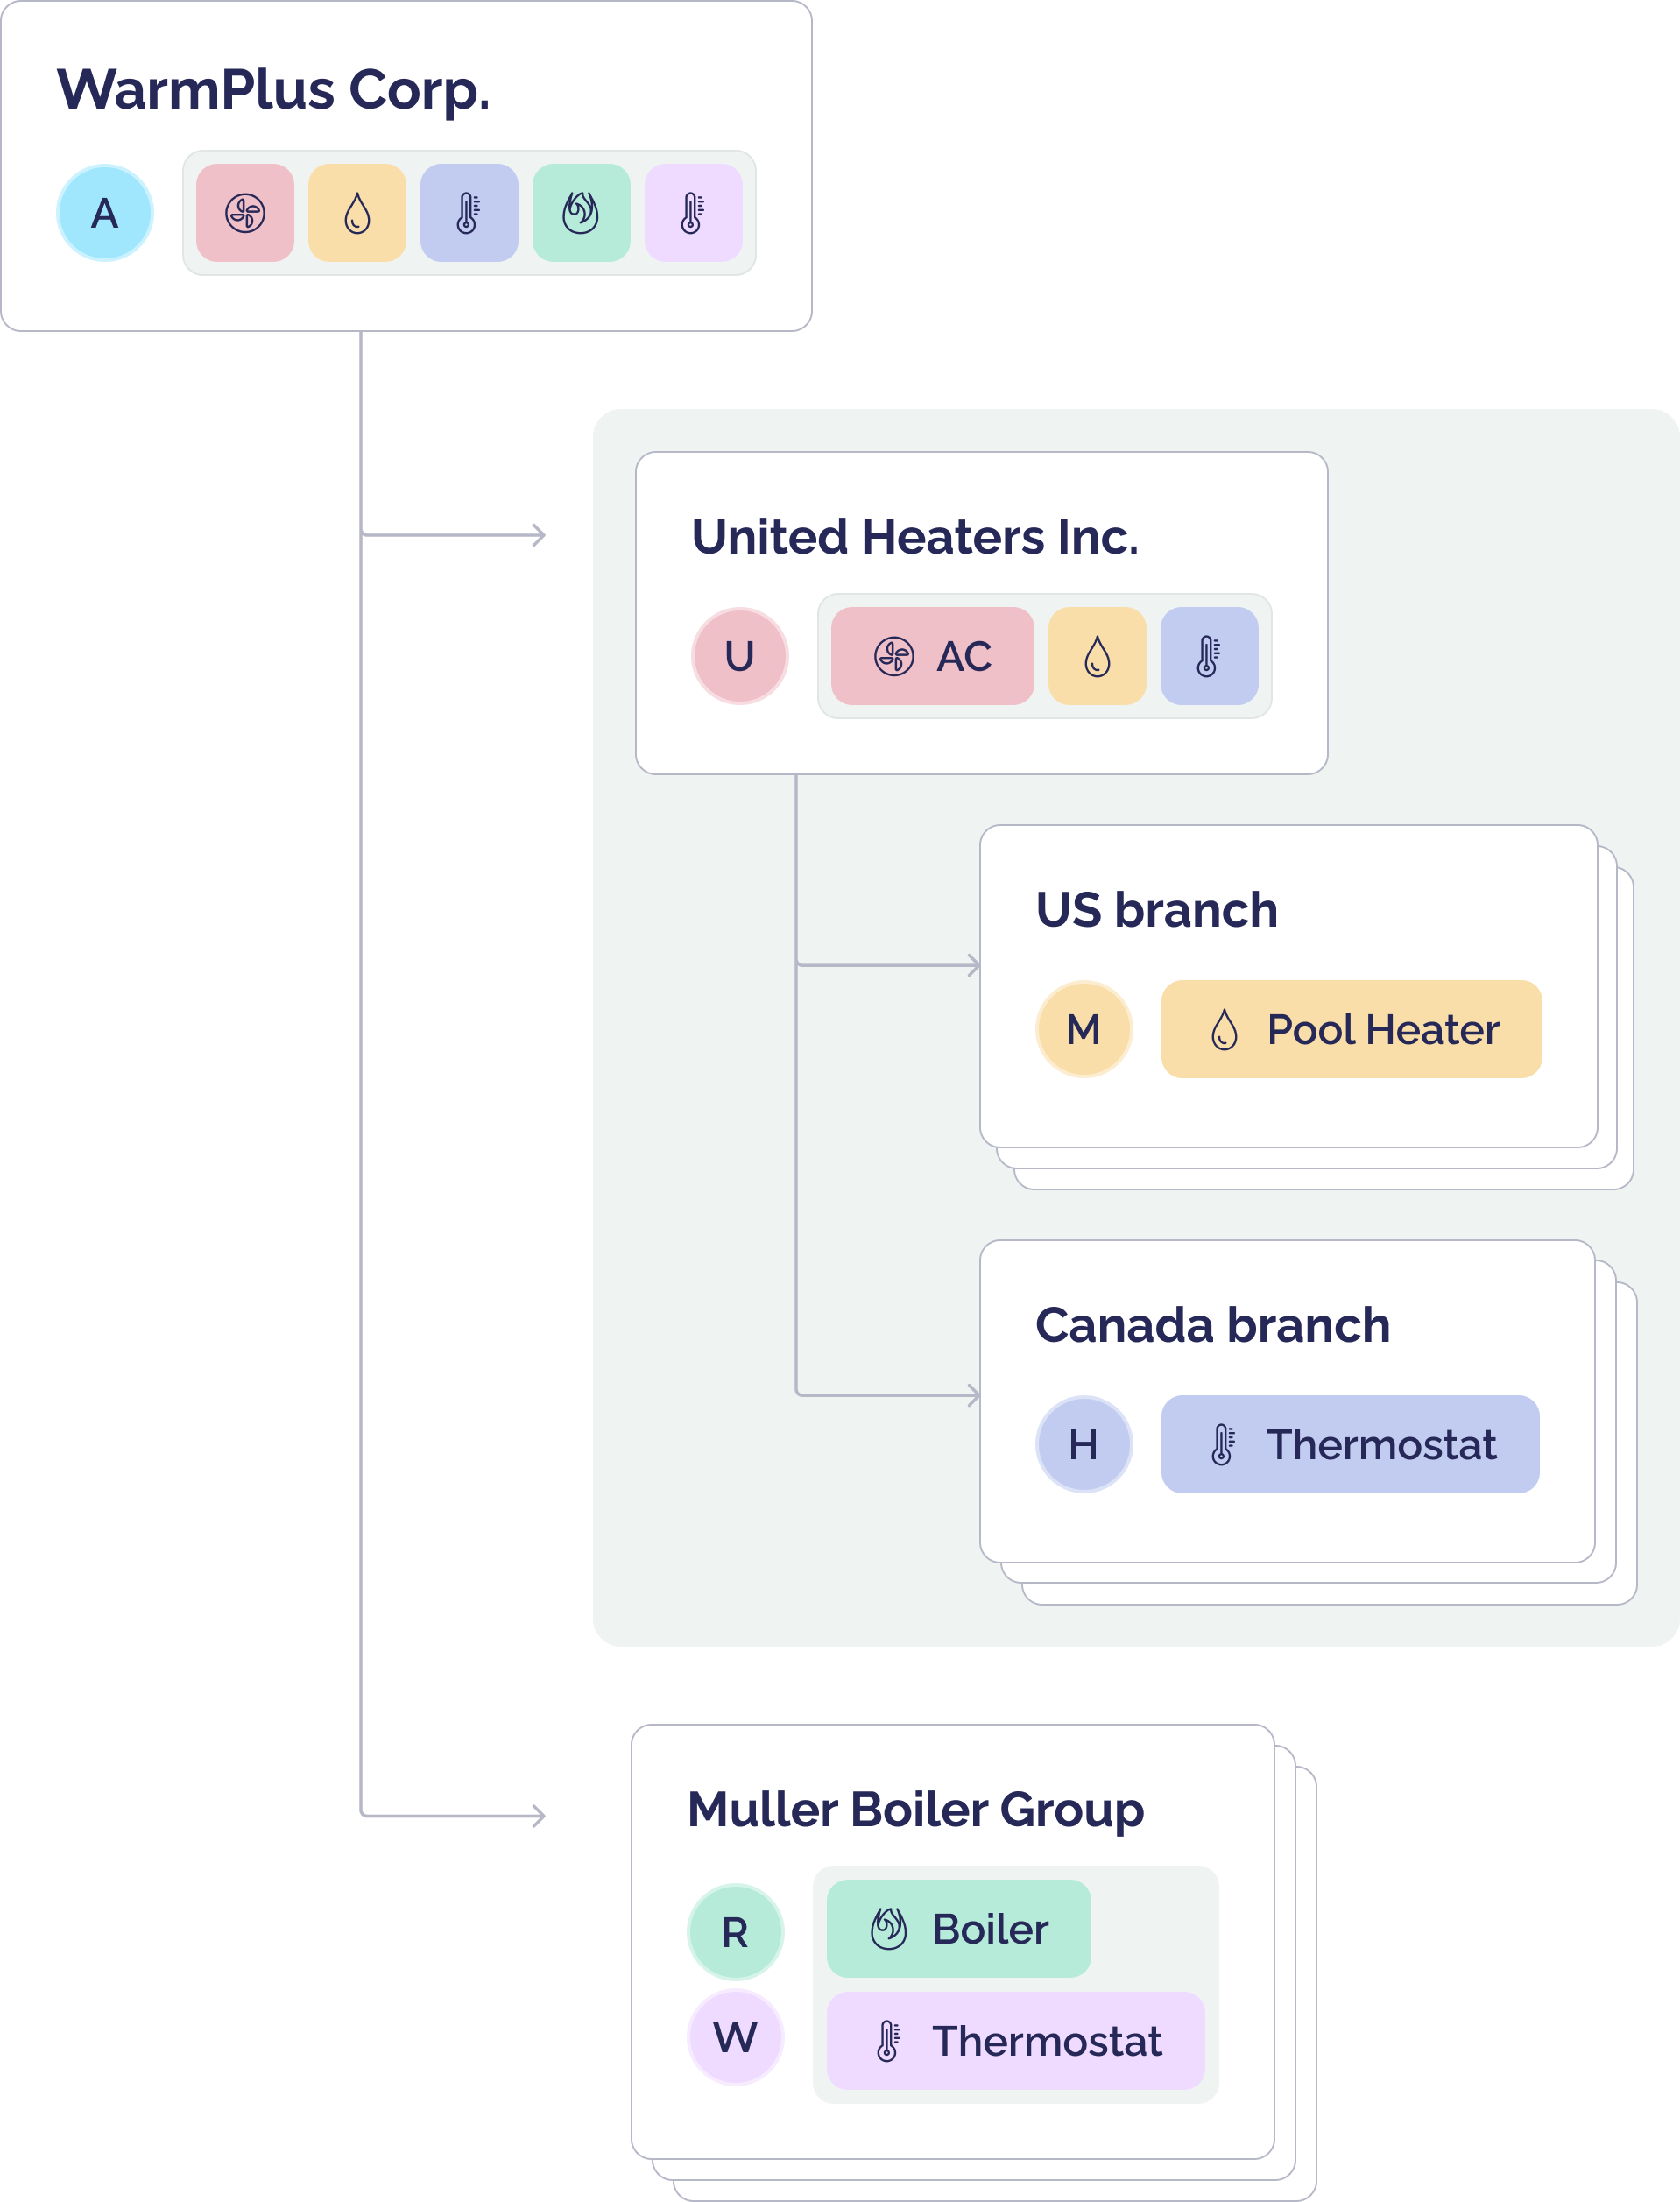 WarmPlus Corp.
A
United Heaters Inc.
U AC
US branch
M Pool Heater
Canada branch
H Thermostat
Muller Boiler Group
R Boiler
W Thermostat